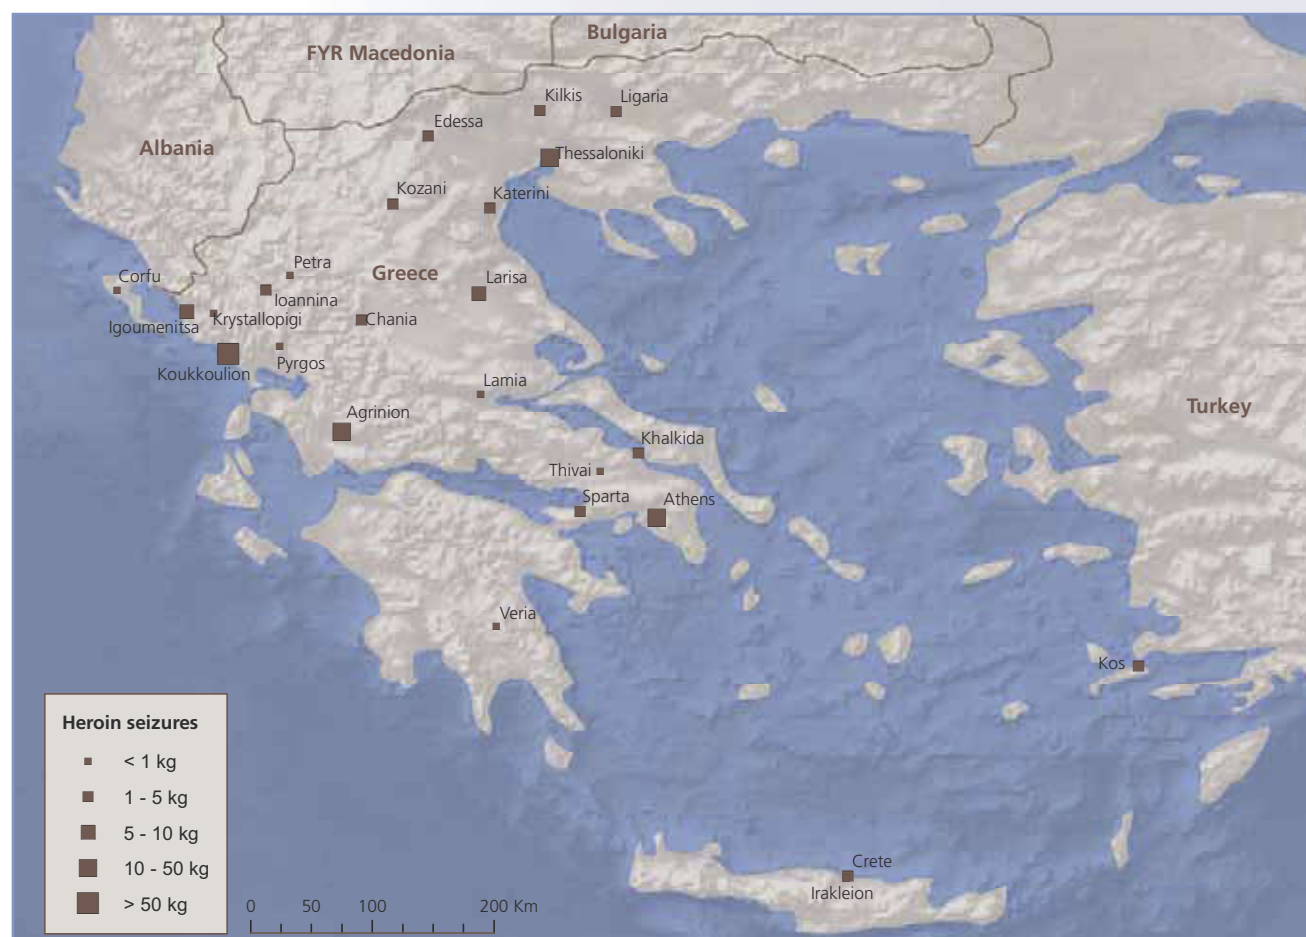 Bulgaria
FYR Macedonia
Kilkis
Ligaria
Edessa
Albania
Thessaloniki
Kozani
Katerini
Petra
Greece
Corfu
Larisa
Ioannina
Igoumenitsa
Krystallopigi
Chania
Pyrgos
Koukkoulion
Lamia
Turkey
Agrinion
Khalkida
Thivai
Sparta
Athens
Veria
Kos
Crete
Irakleion
Heroin seizures
< 1 kg
1 - 5 kg
5 - 10 kg
10 - 50 kg
> 50 kg
0 50 100 200 Km